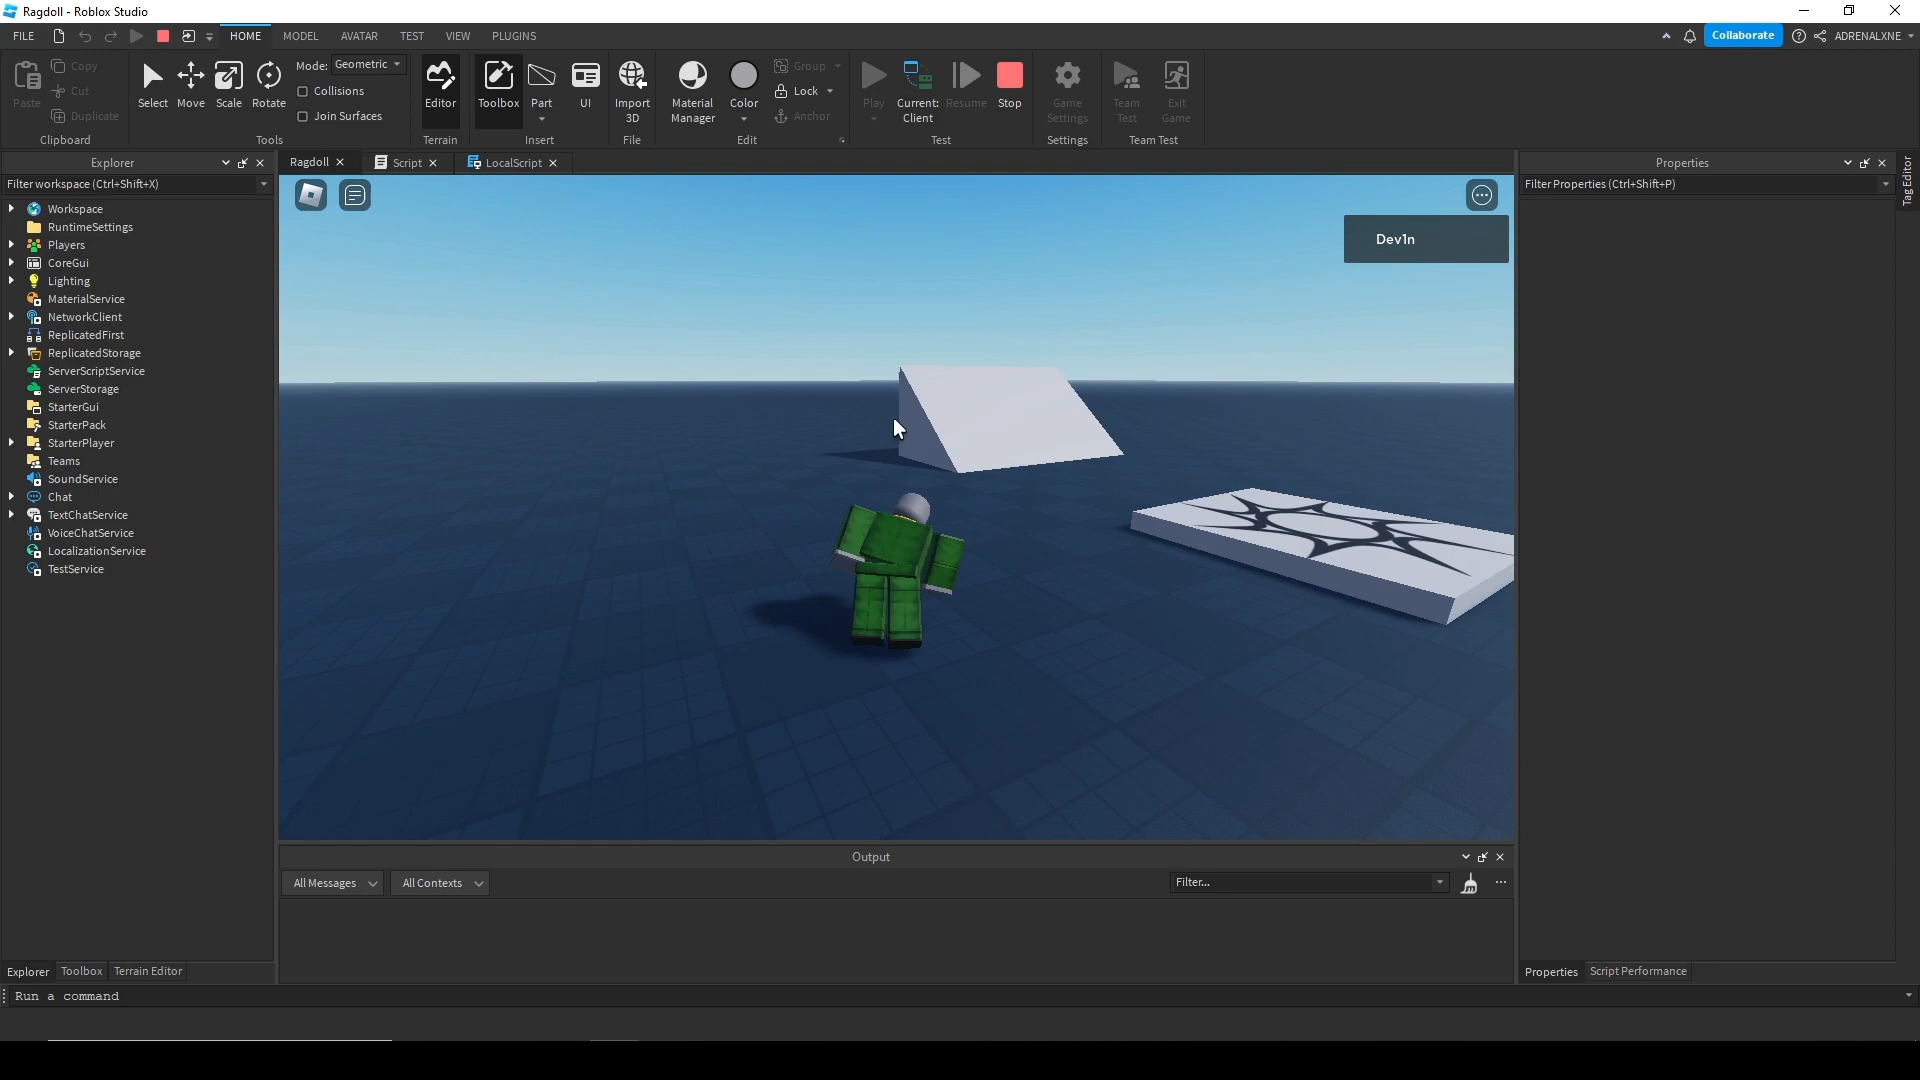 Ragdoll - Roblox Studio
FILE
HOME
MODEL
AVATAR
TEST
VIEW
PLUGINS
Collaborate
ADRENALXNE
Paste
Copy
Cut
Duplicate
Clipboard
Select
Move
Scale
Rotate
Mode: Geometric
Collisions
Join Surfaces
Tools
Editor
Terrain
Toolbox
Part
UI
Insert
Import
3D
File
Material
Manager
Color
Group
Lock
Anchor
Edit
Play
Current:
Client
Resume
Stop
Test
Game
Settings
Settings
Team
Test
Exit
Game
Team Test
Explorer
Filter workspace (Ctrl+Shift+X)
Workspace
RuntimeSettings
Players
CoreGui
Lighting
MaterialService
NetworkClient
ReplicatedFirst
ReplicatedStorage
ServerScriptService
ServerStorage
StarterGui
StarterPack
StarterPlayer
Teams
SoundService
Chat
TextChatService
VoiceChatService
LocalizationService
TestService
Explorer
Toolbox
Terrain Editor
Ragdoll
Script
LocalScript
Dev1n
Output
All Messages
All Contexts
Filter...
Properties
Filter Properties (Ctrl+Shift+P)
Tag Editor
Properties
Script Performance
Run a command